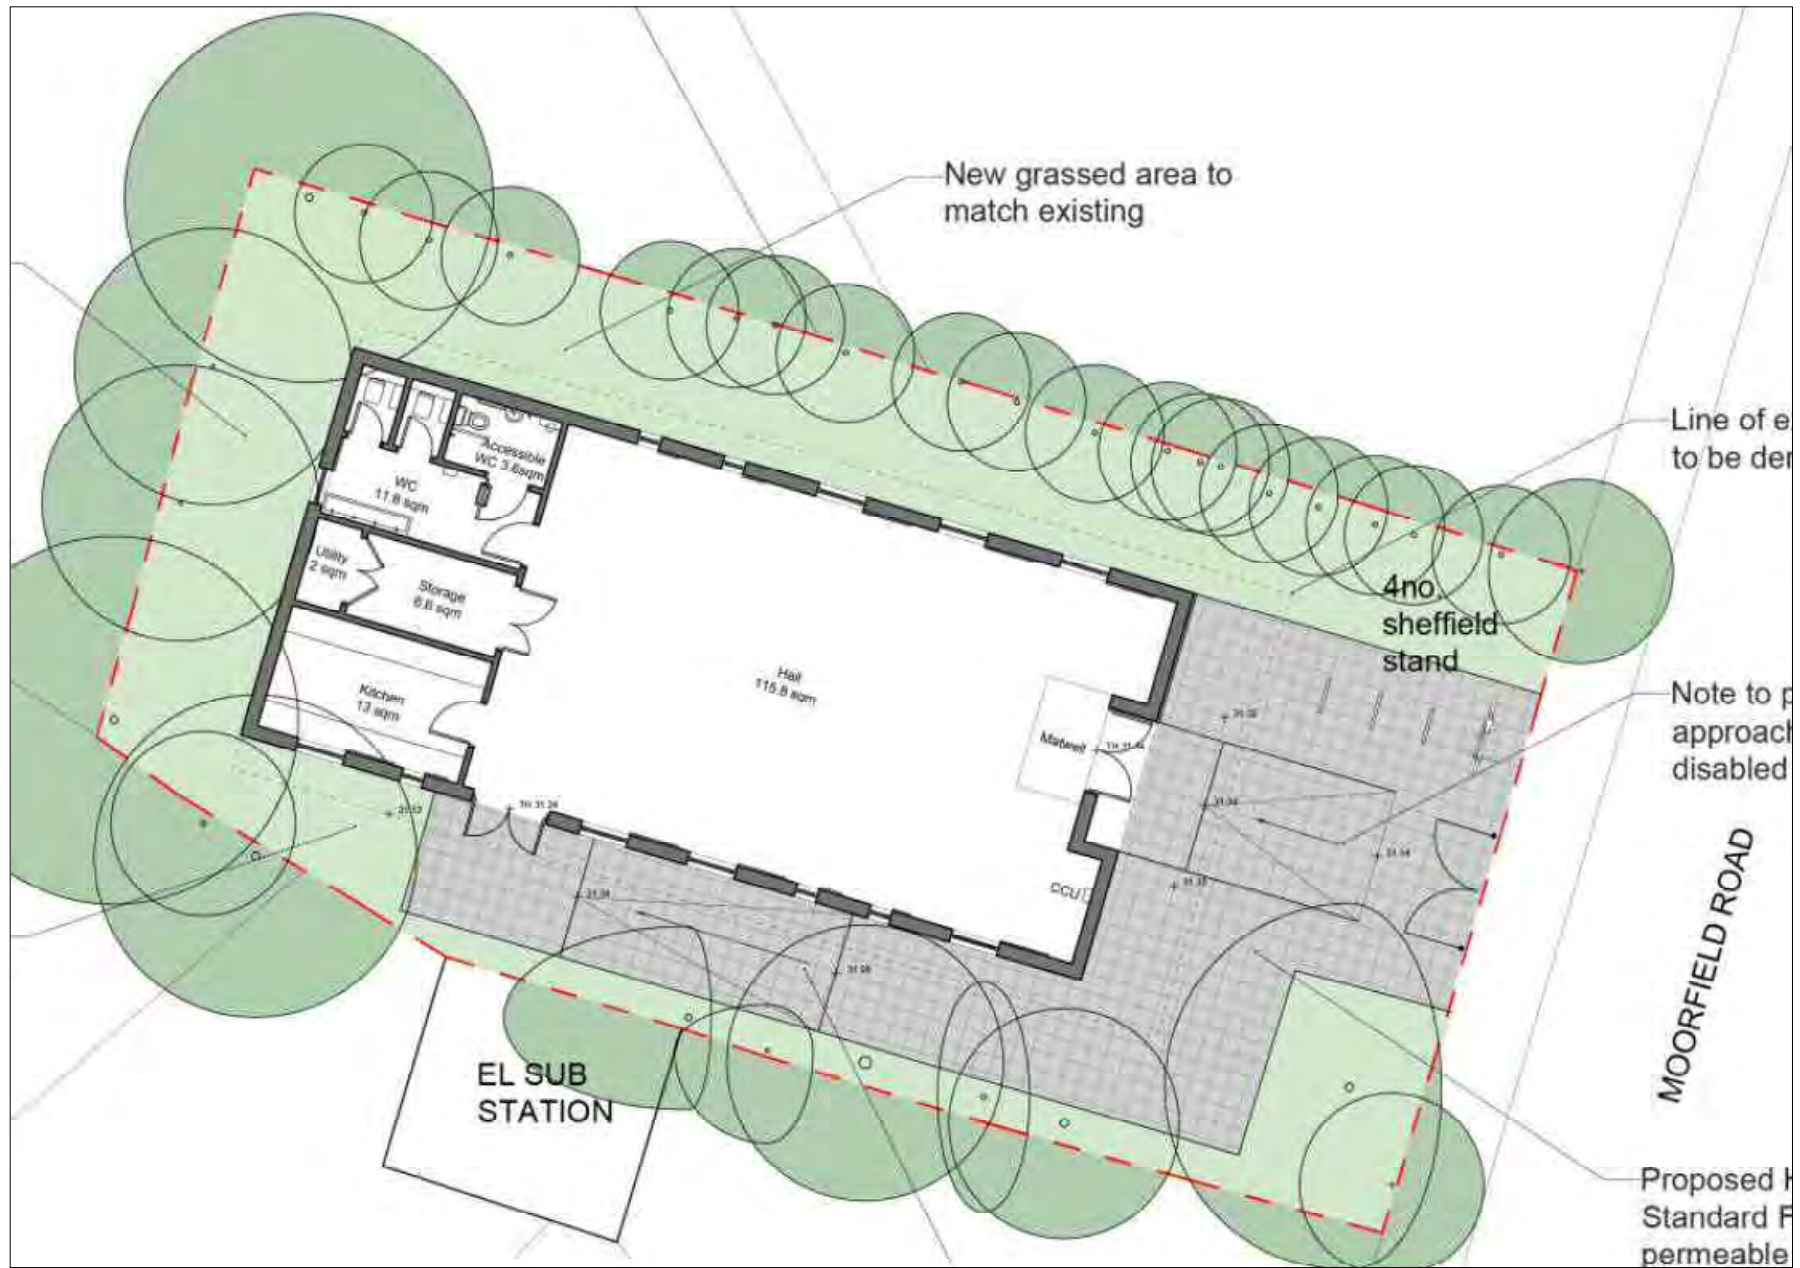 New grassed area to
match existing
Line of e
to be der
4no.
sheffield
stand
Note to p
approach
disabled
Accessible
WC 3.6sqm
WC
11.8 sqm
Utility
2 sqm
Storage
6.6 sqm
Kitchen
13 sqm
Hall
115.8 sqm
Matwell
CCU
MOORFIELD ROAD
EL SUB
STATION
Proposed H
Standard F
permeable